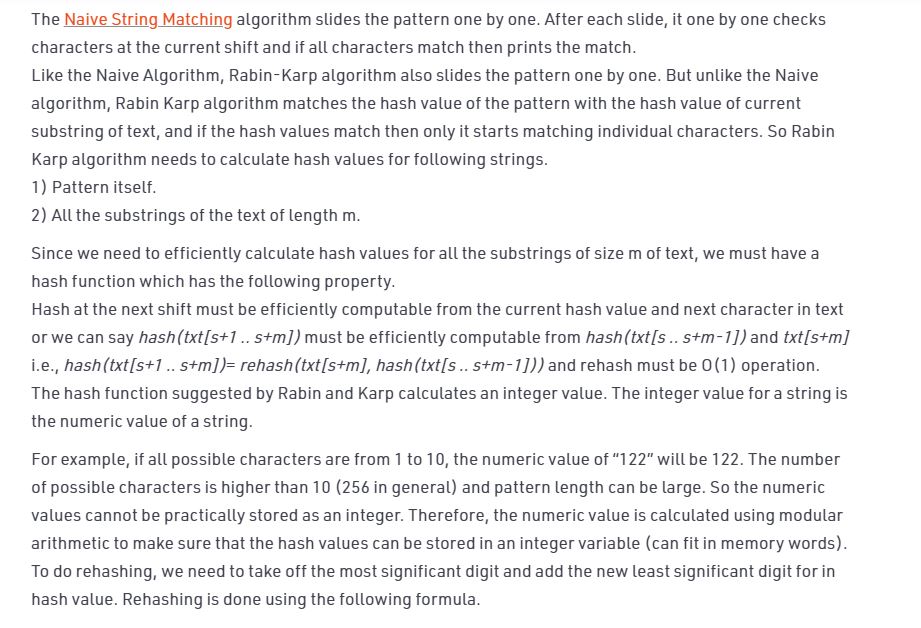 The Naive String Matching algorithm slides the pattern one by one. After each slide, it one by one checks
characters at the current shift and if all characters match then prints the match.
Like the Naive Algorithm, Rabin-Karp algorithm also slides the pattern one by one. But unlike the Naive
algorithm, Rabin Karp algorithm matches the hash value of the pattern with the hash value of current
substring of text, and if the hash values match then only it starts matching individual characters. So Rabin
Karp algorithm needs to calculate hash values for following strings.
1) Pattern itself.
2) All the substrings of the text of length m.
Since we need to efficiently calculate hash values for all the substrings of size m of text, we must have a
hash function which has the following property.
Hash at the next shift must be efficiently computable from the current hash value and next character in text
or we can say hash(txt[s+1 .. s+m]) must be efficiently computable from hash(txt[s .. s+m-1]) and txt[s+m]
i.e., hash(txt[s+1 .. s+m])= rehash(txt[s+m], hash(txt[s .. s+m-1])) and rehash must be O(1) operation.
The hash function suggested by Rabin and Karp calculates an integer value. The integer value for a string is
the numeric value of a string.
For example, if all possible characters are from 1 to 10, the numeric value of "122" will be 122. The number
of possible characters is higher than 10 (256 in general) and pattern length can be large. So the numeric
values cannot be practically stored as an integer. Therefore, the numeric value is calculated using modular
arithmetic to make sure that the hash values can be stored in an integer variable (can fit in memory words).
To do rehashing, we need to take off the most significant digit and add the new least significant digit for in
hash value. Rehashing is done using the following formula.